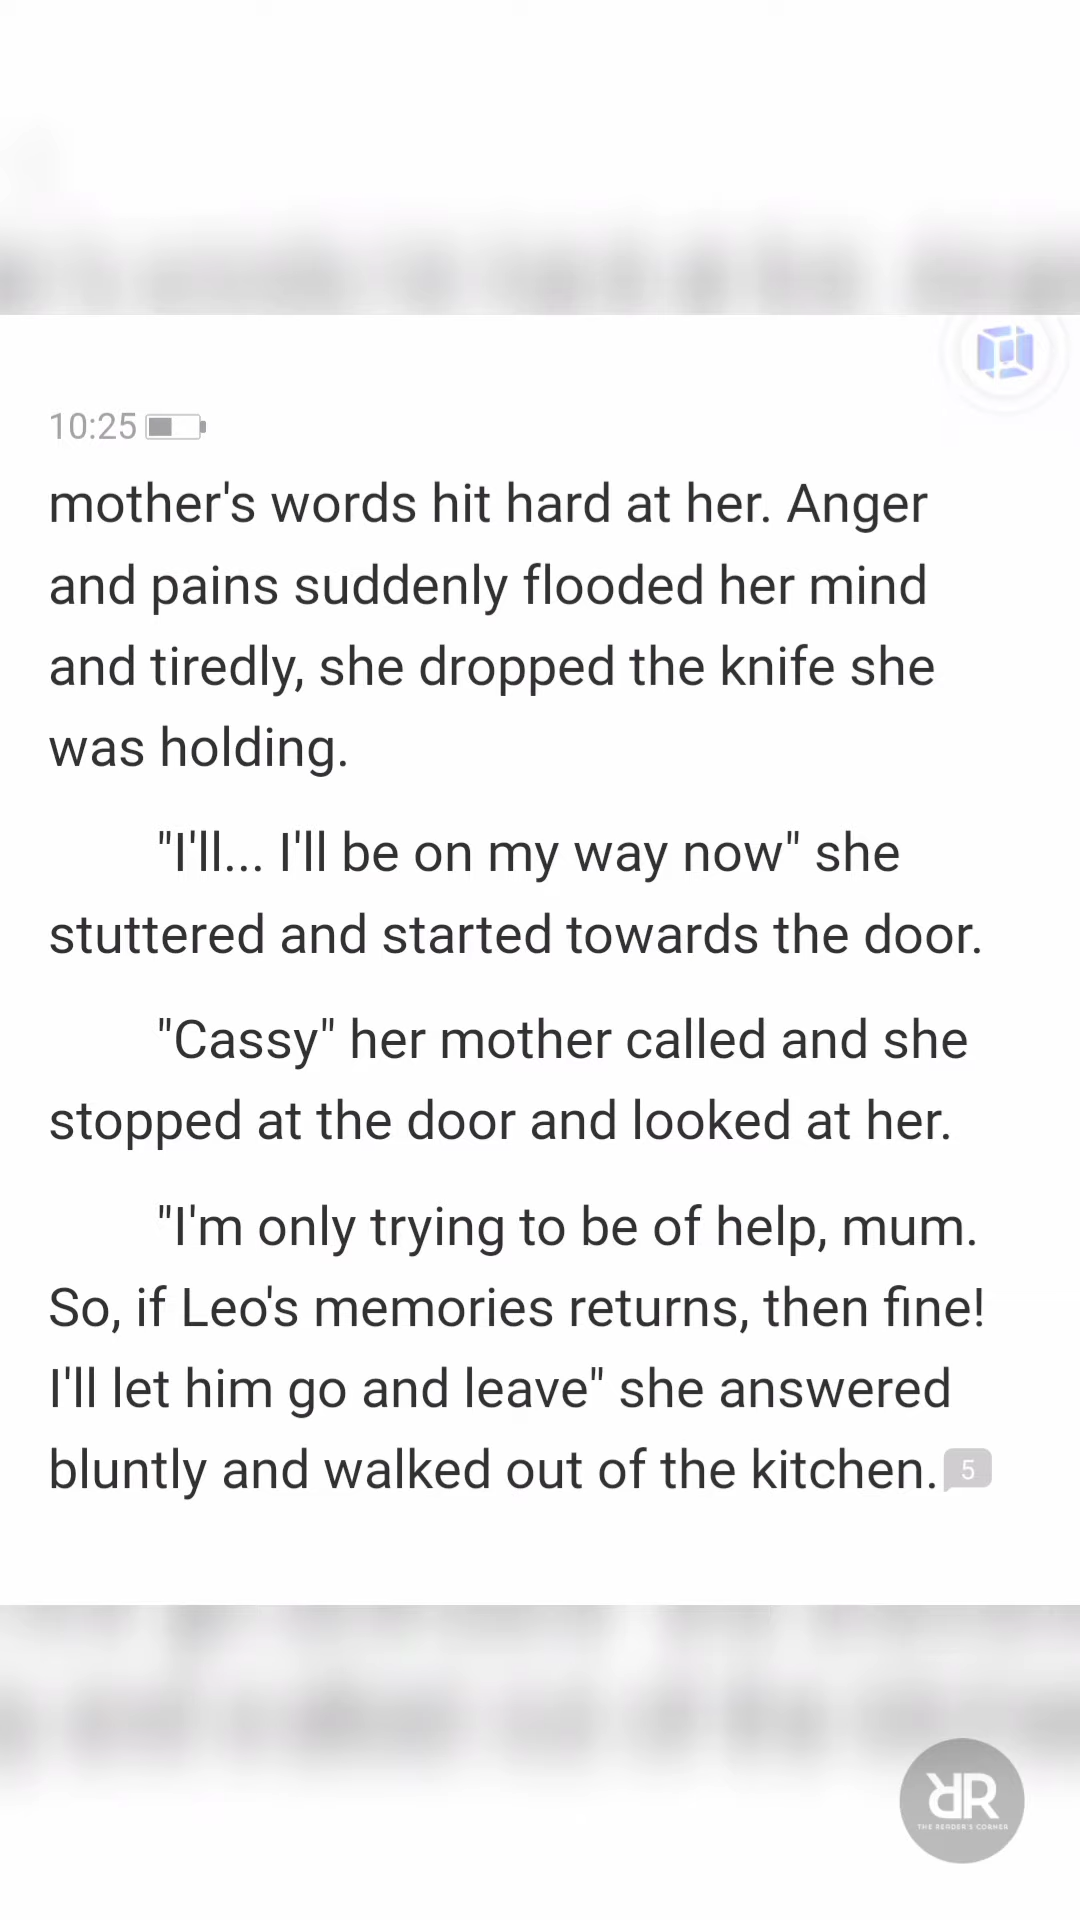 10:25
mother's words hit hard at her. Anger
and pains suddenly flooded her mind
and tiredly, she dropped the knife she
was holding.
"I'll... I'll be on my way now" she
stuttered and started towards the door.
"Cassy" her mother called and she
stopped at the door and looked at her.
"I'm only trying to be of help, mum.
So, if Leo's memories returns, then fine!
I'll let him go and leave" she answered
bluntly and walked out of the kitchen.
5
RR
THE READER'S CORNER